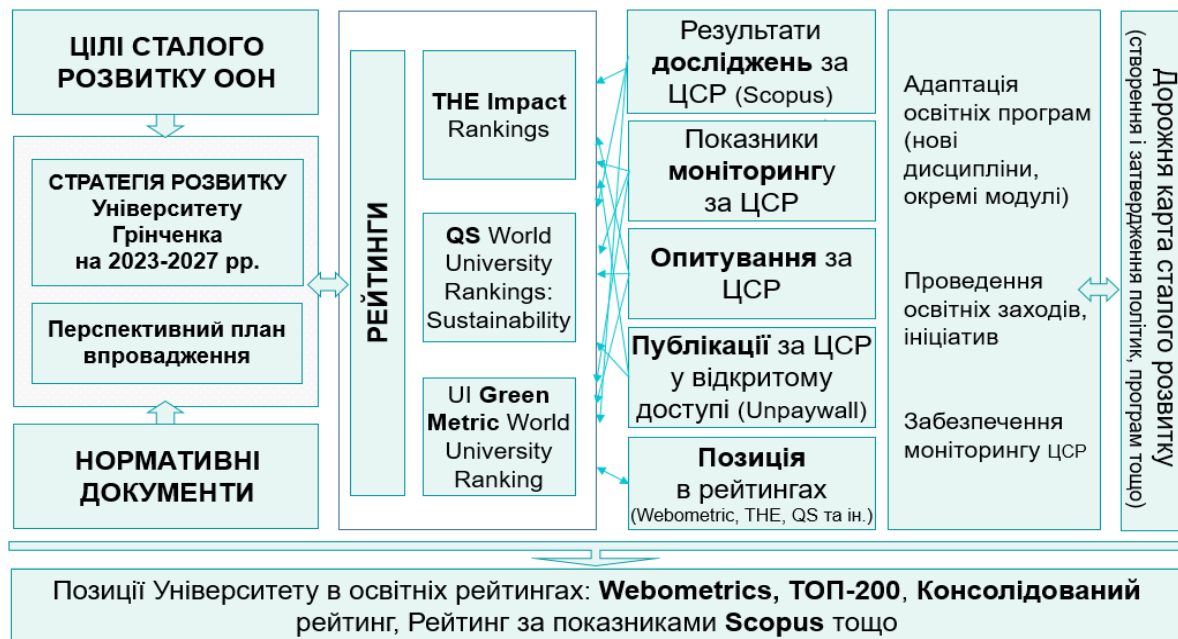 ЦІЛІ СТАЛОГО
РОЗВИТКУ ООН
СТРАТЕГІЯ РОЗВИТКУ
Університету
Грінченка
на 2023-2027 рр.
Перспективний план
впровадження
НОРМАТИВНІ
ДОКУМЕНТИ
РЕЙТИНГИ
THE Impact
Rankings
QS World
University
Rankings:
Sustainability
UI Green
Metric World
University
Ranking
Результати
досліджень за
ЦСР (Scopus)
Показники
моніторингу
за ЦСР
Опитування за
ЦСР
Публікації за ЦСР
у відкритому
доступі (Unpaywall)
Позиція
в рейтингах
(Webometric, THE, QS та ін.)
Адаптація
освітніх програм
(нові
дисципліни,
окремі модулі)
Проведення
освітніх заходів,
ініціатив
Забезпечення
моніторингу ЦСР
Дорожня карта сталого розвитку
(створення і затвердження політик, програм тощо)
Позиції Університету в освітніх рейтингах: Webometrics, ТОП-200, Консолідований
рейтинг, Рейтинг за показниками Scopus тощо